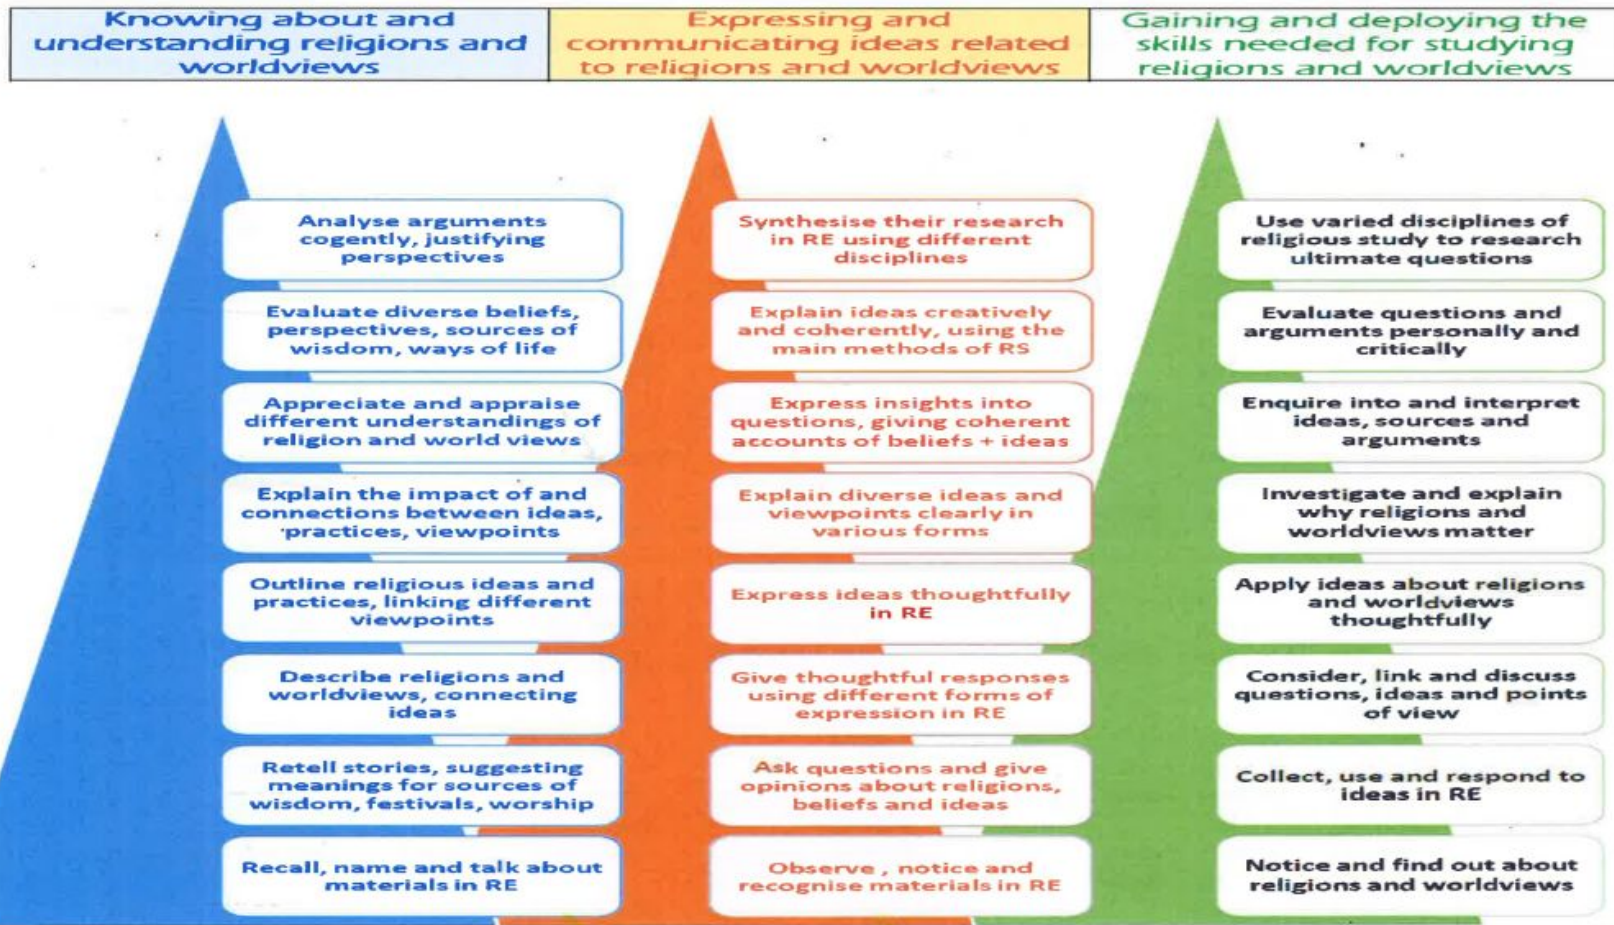 Knowing about and
understanding religions and
worldviews
Expressing and
communicating ideas related
to religions and worldviews
Gaining and deploying the
skills needed for studying
religions and worldviews
Analyse arguments
cogently, justifying
perspectives
Evaluate diverse beliefs,
perspectives, sources of
wisdom, ways of life
Appreciate and appraise
different understandings of
religion and world views
Explain the impact of and
connections between ideas,
practices, viewpoints
Outline religious ideas and
practices, linking different
viewpoints
Describe religions and
worldviews, connecting
ideas
Retell stories, suggesting
meanings for sources of
wisdom, festivals, worship
Recall, name and talk about
materials in RE
Synthesise their research
in RE using different
disciplines
Explain ideas creatively
and coherently, using the
main methods of RS
Express insights into
questions, giving coherent
accounts of beliefs + ideas
Explain diverse ideas and
viewpoints clearly in
various forms
Express ideas thoughtfully
in RE
Give thoughtful responses
using different forms of
expression in RE
Ask questions and give
opinions about religions,
beliefs and ideas
Observe , notice and
recognise materials in RE
Use varied disciplines of
religious study to research
ultimate questions
Evaluate questions and
arguments personally and
critically
Enquire into and interpret
ideas, sources and
arguments
Investigate and explain
why religions and
worldviews matter
Apply ideas about religions
and worldviews
thoughtfully
Consider, link and discuss
questions, ideas and points
of view
Collect, use and respond to
ideas in RE
Notice and find out about
religions and worldviews